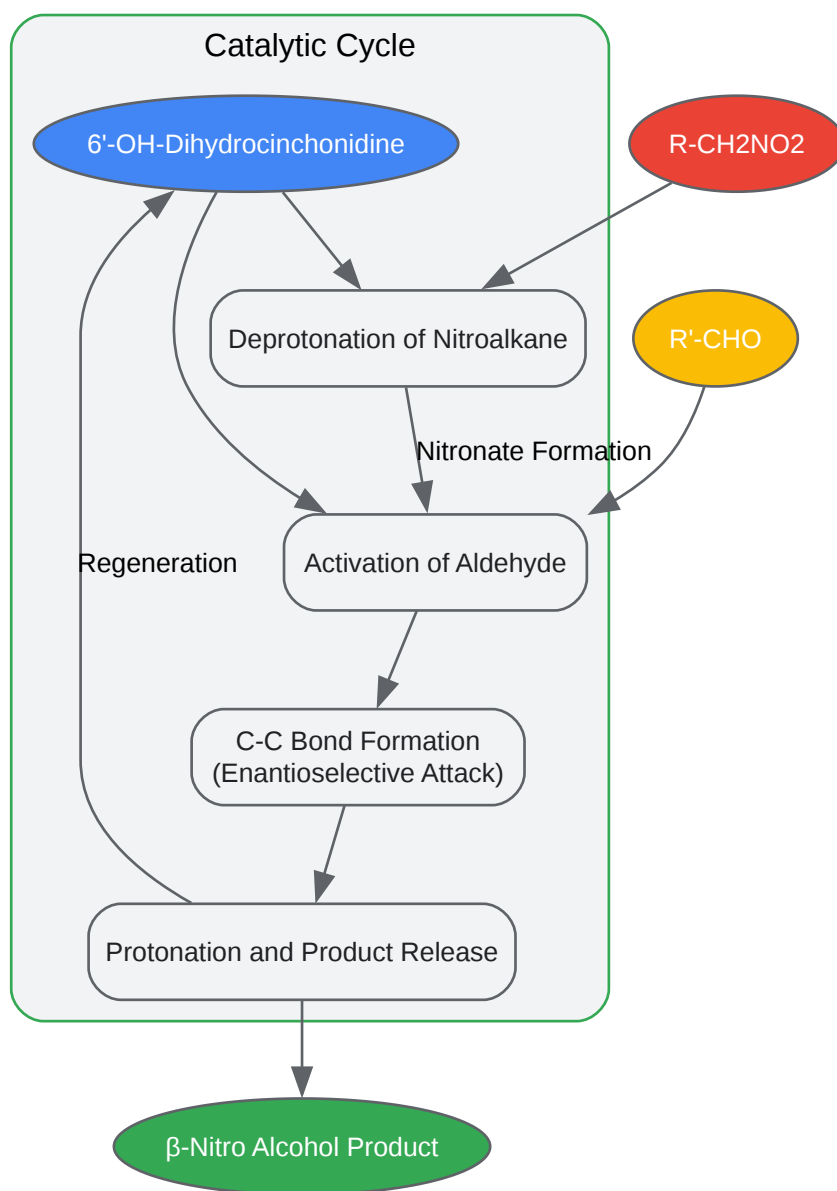 Catalytic Cycle
6'-OH-Dihydrocinchonidine
R-CH2NO2
Deprotonation of Nitroalkane
R'-CHO
Nitronate Formation
Activation of Aldehyde
Regeneration
C-C Bond Formation
(Enantioselective Attack)
Protonation and Product Release
β-Nitro Alcohol Product